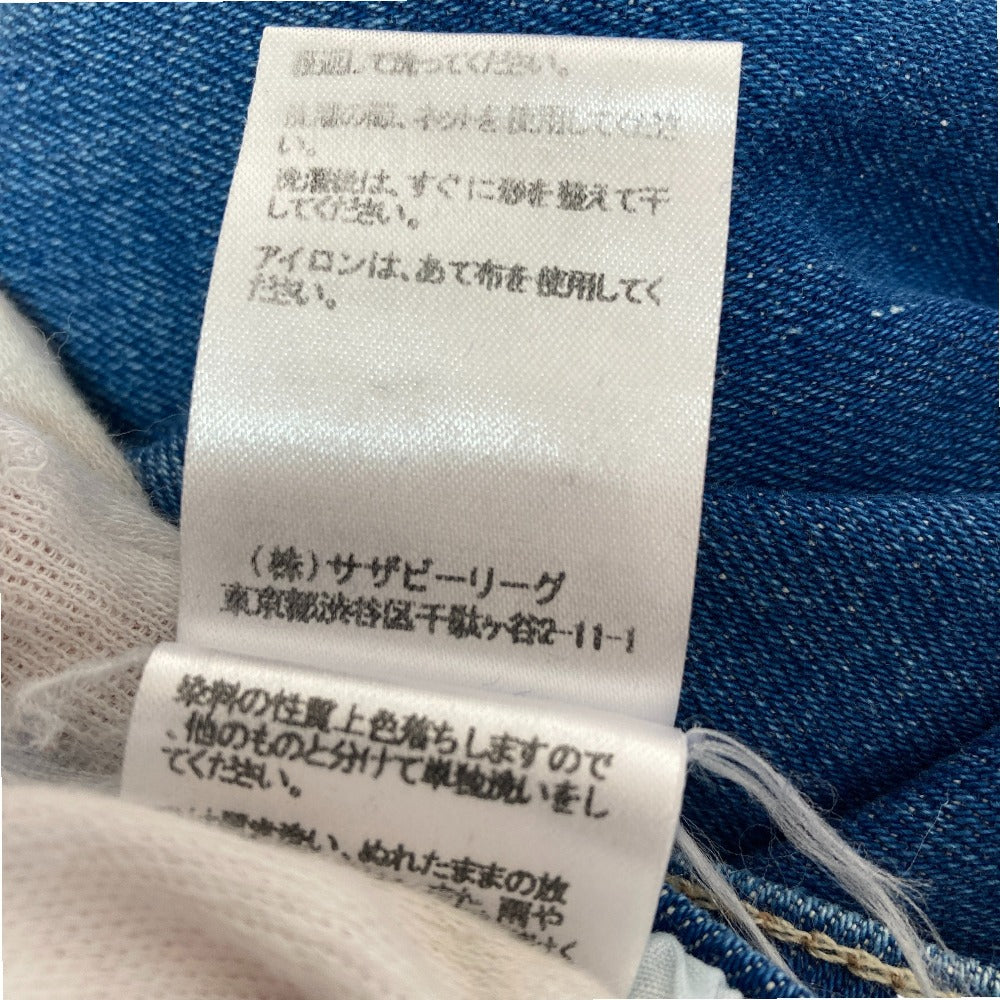 裏返して洗ってください。
洗濯の際、ネットを使用してくださ
い。
洗濯後は、すぐに形を整えて干
してください。
アイロンは、あて布を使用してく
ださい。
(株)サザビーリーグ
東京都渋谷区千駄ヶ谷2-11-1
染料の性質上色落ちしますので
、他のものと分けて単独洗いをし
てください。
洗い、ぬれたままの放
雨や